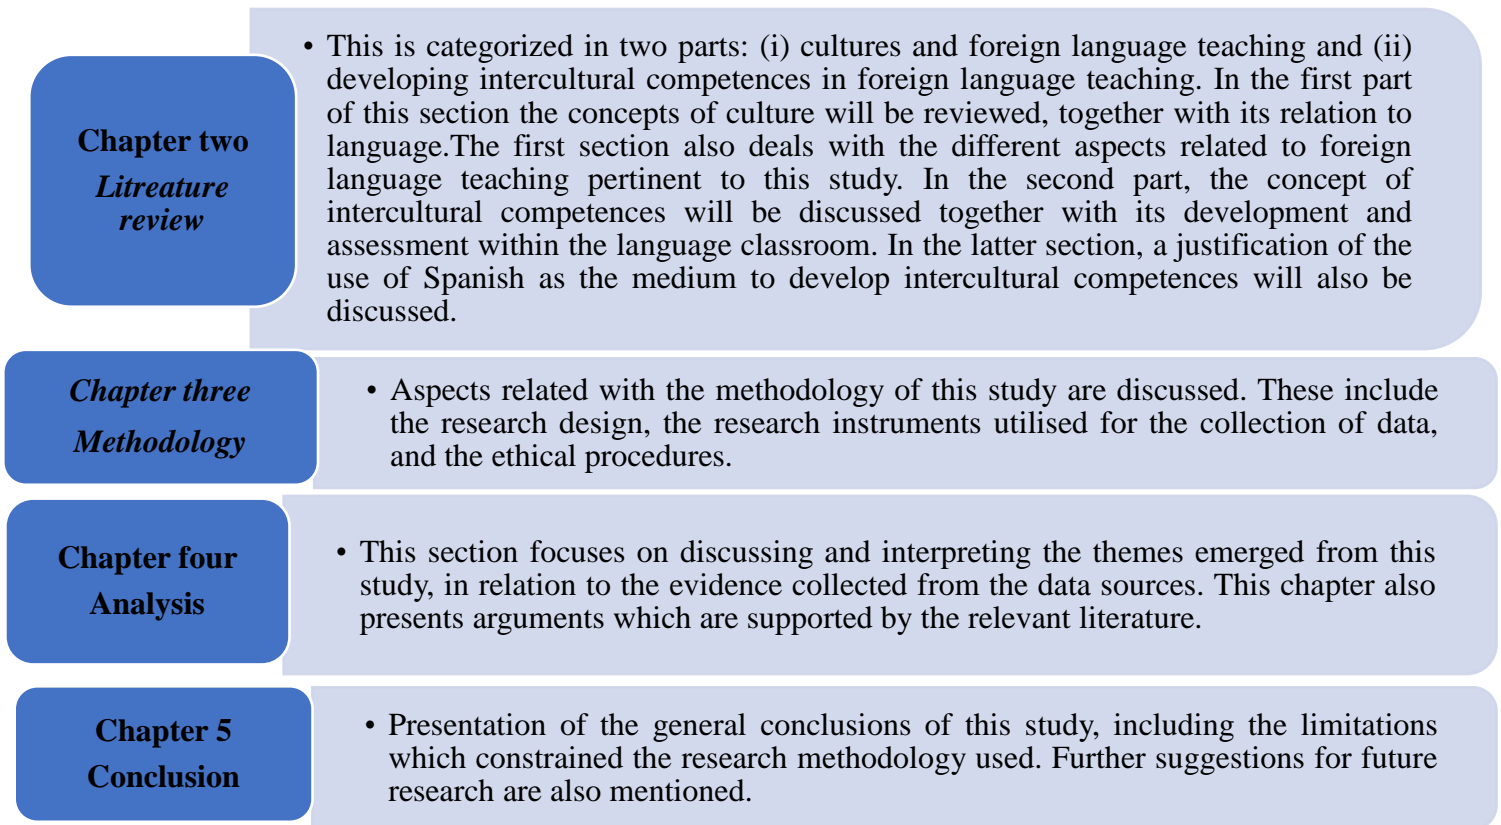 Chapter two
Litreature
review
• This is categorized in two parts: (i) cultures and foreign language teaching and (ii)
developing intercultural competences in foreign language teaching. In the first part
of this section the concepts of culture will be reviewed, together with its relation to
language.The first section also deals with the different aspects related to foreign
language teaching pertinent to this study. In the second part, the concept of
intercultural competences will be discussed together with its development and
assessment within the language classroom. In the latter section, a justification of the
use of Spanish as the medium to develop intercultural competences will also be
discussed.
Chapter three
Methodology
• Aspects related with the methodology of this study are discussed. These include
the research design, the research instruments utilised for the collection of data,
and the ethical procedures.
Chapter four
Analysis
• This section focuses on discussing and interpreting the themes emerged from this
study, in relation to the evidence collected from the data sources. This chapter also
presents arguments which are supported by the relevant literature.
Chapter 5
Conclusion
• Presentation of the general conclusions of this study, including the limitations
which constrained the research methodology used. Further suggestions for future
research are also mentioned.